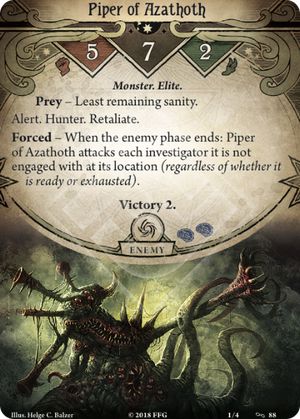 Piper of Azathoth
5 7 2
Monster. Elite.
Prey – Least remaining sanity.
Alert. Hunter. Retaliate.
Forced – When the enemy phase ends: Piper
of Azathoth attacks each investigator it is not
engaged with at its location (regardless of whether it
is ready or exhausted).
Victory 2.
ENEMY
Illus. Helge C. Balzer © 2018 FFG 1/4 88